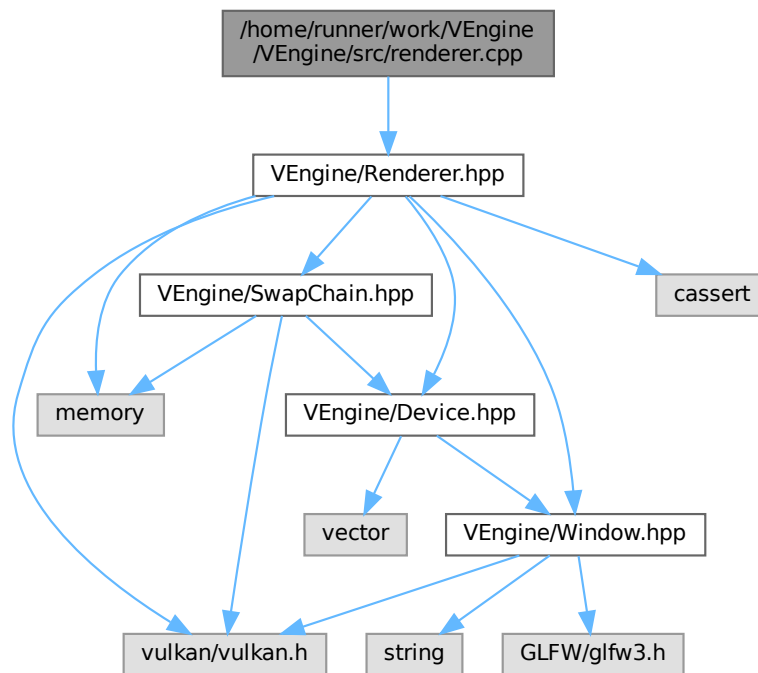 /home/runner/work/VEngine
/VEngine/src/renderer.cpp
VEngine/Renderer.hpp
VEngine/SwapChain.hpp
cassert
memory
VEngine/Device.hpp
vector
VEngine/Window.hpp
vulkan/vulkan.h
string
GLFW/glfw3.h